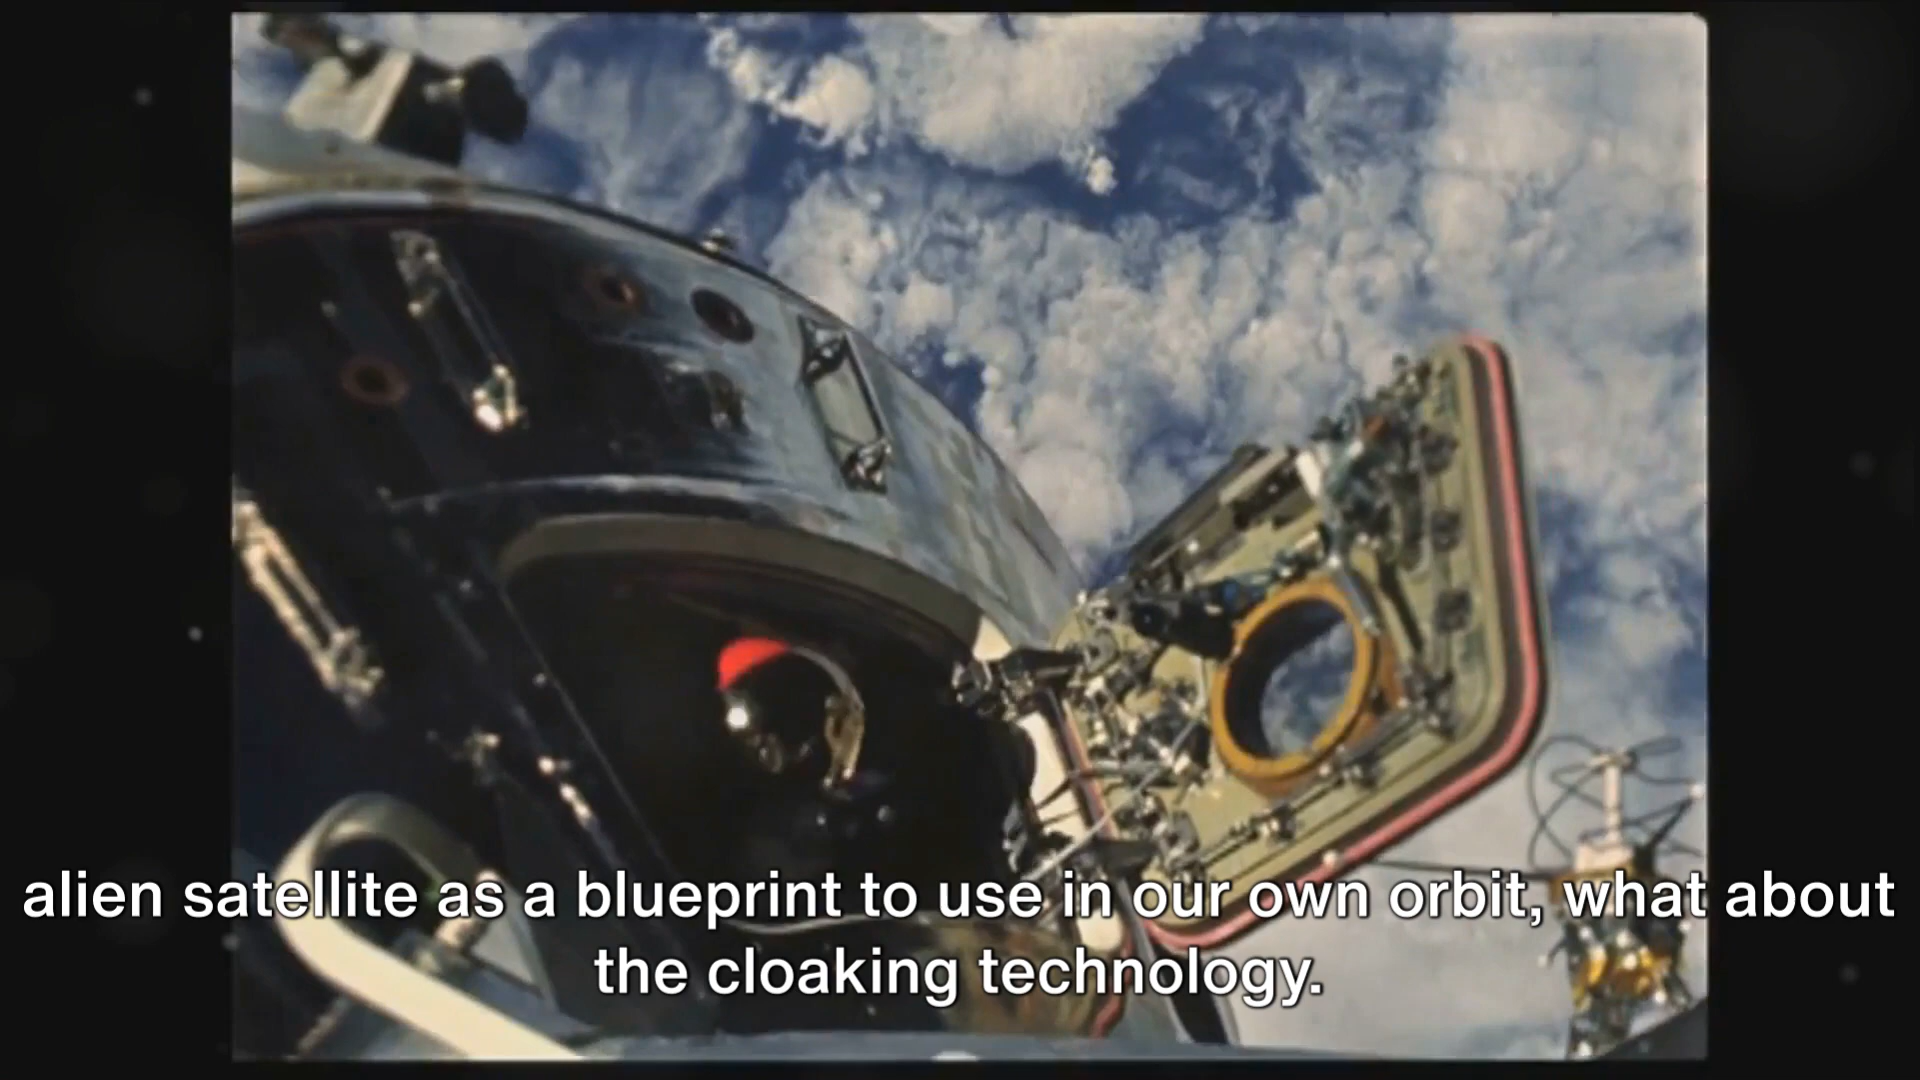 alien satellite as a blueprint to use in our own orbit, what about
the cloaking technology.